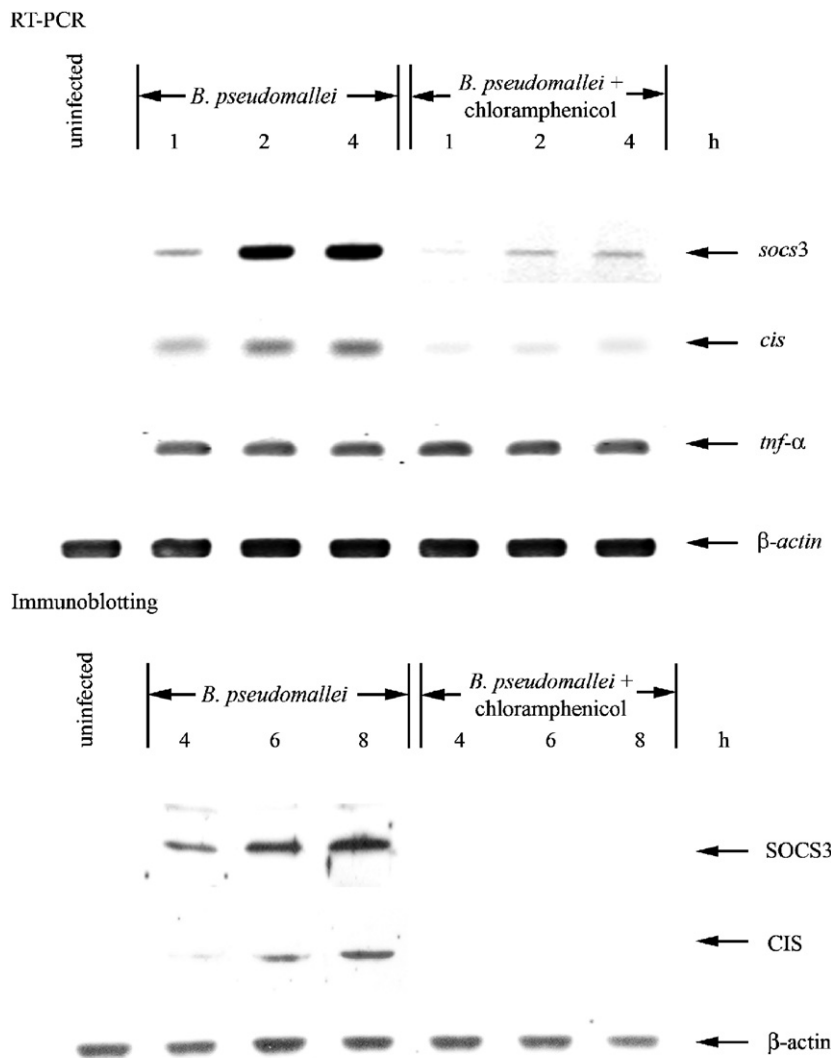 RT-PCR
uninfected
B. pseudomallei
B. pseudomallei +
chloramphenicol
1 2 4 1 2 4 h
socs3
cis
tnf-α
β-actin
Immunoblotting
uninfected
B. pseudomallei
B. pseudomallei +
chloramphenicol
4 6 8 4 6 8 h
SOCS3
CIS
β-actin